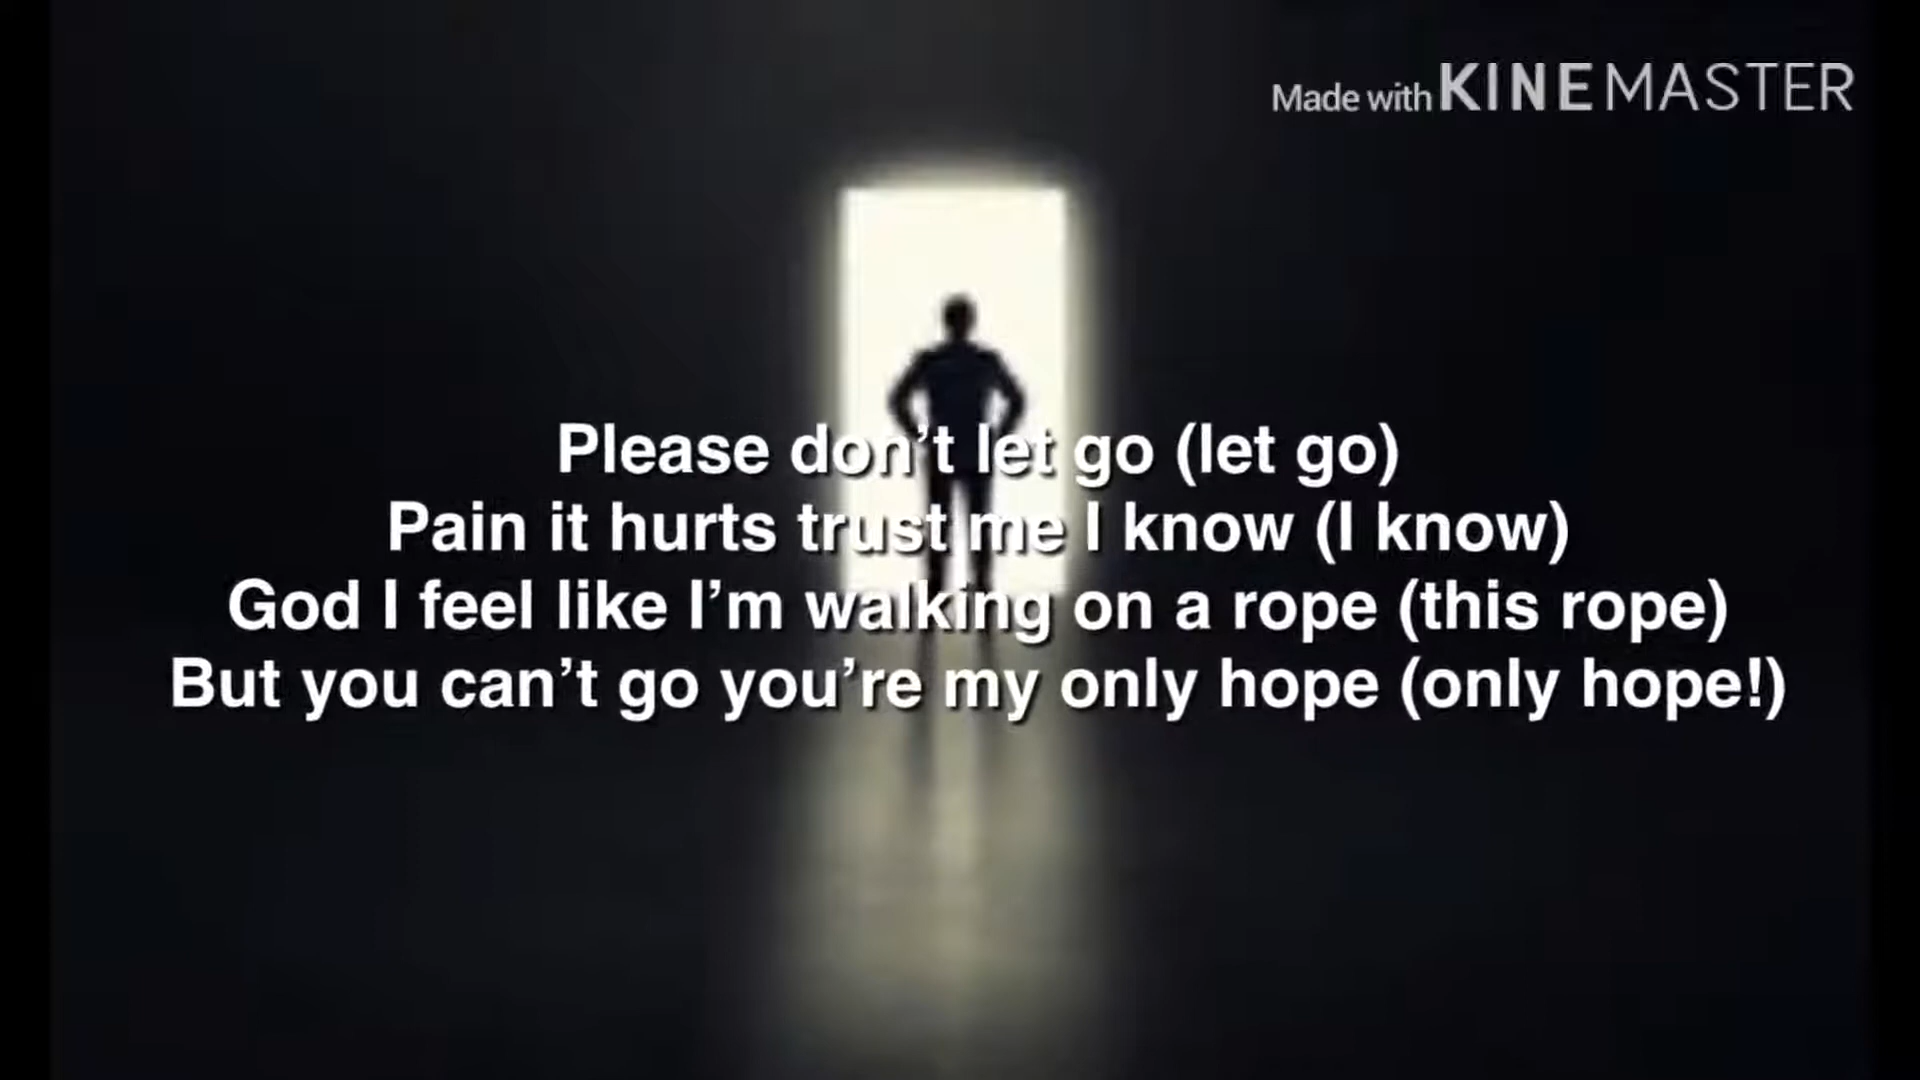 Made with KINEMASTER
Please don’t let go (let go)
Pain it hurts trust me I know (I know)
God I feel like I’m walking on a rope (this rope)
But you can’t go you’re my only hope (only hope!)